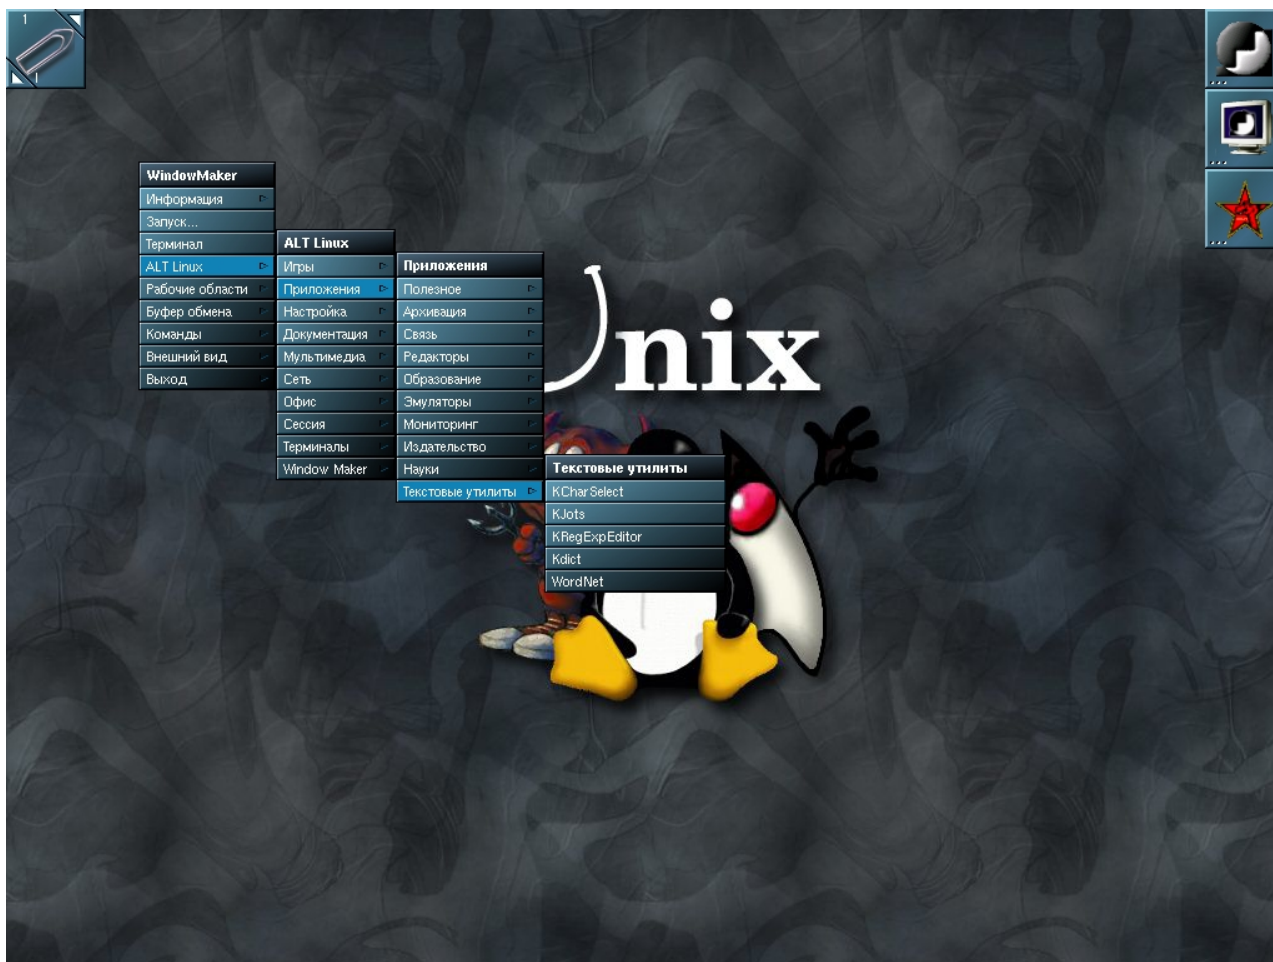 1
WindowMaker
Информация
Запуск...
Терминал
ALT Linux
Рабочие области
Буфер обмена
Команды
Внешний вид
Выход
ALT Linux
Игры
Приложения
Настройка
Документация
Мультимедиа
Сеть
Офис
Сессия
Терминалы
Window Maker
Приложения
Полезное
Архивация
Связь
Редакторы
Образование
Эмуляторы
Мониторинг
Издательство
Науки
Текстовые утилиты
Текстовые утилиты
KCharSelect
KJots
KRegExpEditor
Kdict
WordNet
Unix